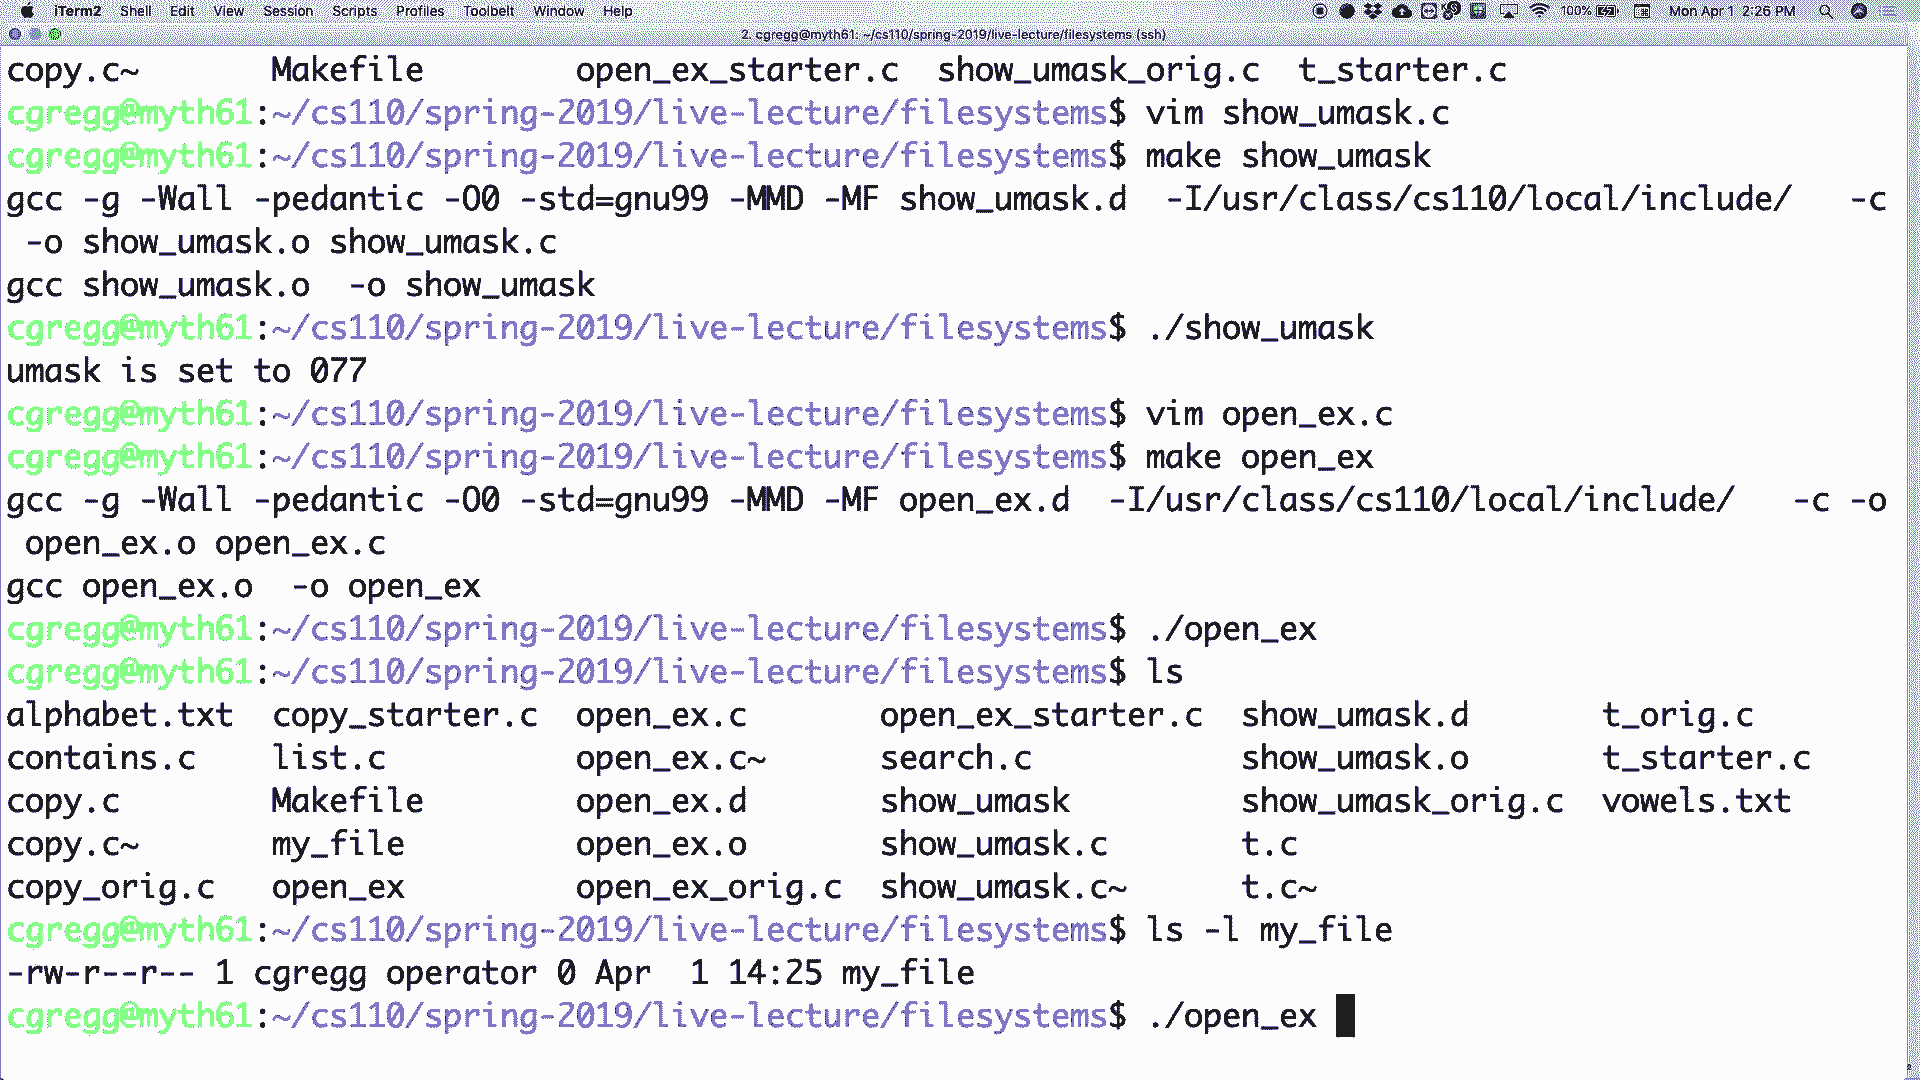 iTerm2 Shell Edit View Session Scripts Profiles Toolbelt Window Help 100% Mon Apr 1 2:26 PM
2. cgregg@myth61: ~/cs110/spring-2019/live-lecture/filesystems (ssh)
copy.c~ Makefile open_ex_starter.c show_umask_orig.c t_starter.c
cgregg@myth61:~/cs110/spring-2019/live-lecture/filesystems$ vim show_umask.c
cgregg@myth61:~/cs110/spring-2019/live-lecture/filesystems$ make show_umask
gcc -g -Wall -pedantic -O0 -std=gnu99 -MMD -MF show_umask.d -I/usr/class/cs110/local/include/ -c
-o show_umask.o show_umask.c
gcc show_umask.o -o show_umask
cgregg@myth61:~/cs110/spring-2019/live-lecture/filesystems$ ./show_umask
umask is set to 077
cgregg@myth61:~/cs110/spring-2019/live-lecture/filesystems$ vim open_ex.c
cgregg@myth61:~/cs110/spring-2019/live-lecture/filesystems$ make open_ex
gcc -g -Wall -pedantic -O0 -std=gnu99 -MMD -MF open_ex.d -I/usr/class/cs110/local/include/ -c -o
open_ex.o open_ex.c
gcc open_ex.o -o open_ex
cgregg@myth61:~/cs110/spring-2019/live-lecture/filesystems$ ./open_ex
cgregg@myth61:~/cs110/spring-2019/live-lecture/filesystems$ ls
alphabet.txt copy_starter.c open_ex.c open_ex_starter.c show_umask.d t_orig.c
contains.c list.c open_ex.c~ search.c show_umask.o t_starter.c
copy.c Makefile open_ex.d show_umask show_umask_orig.c vowels.txt
copy.c~ my_file open_ex.o show_umask.c t.c
copy_orig.c open_ex open_ex_orig.c show_umask.c~ t.c~
cgregg@myth61:~/cs110/spring-2019/live-lecture/filesystems$ ls -l my_file
-rw-r--r-- 1 cgregg operator 0 Apr 1 14:25 my_file
cgregg@myth61:~/cs110/spring-2019/live-lecture/filesystems$ ./open_ex